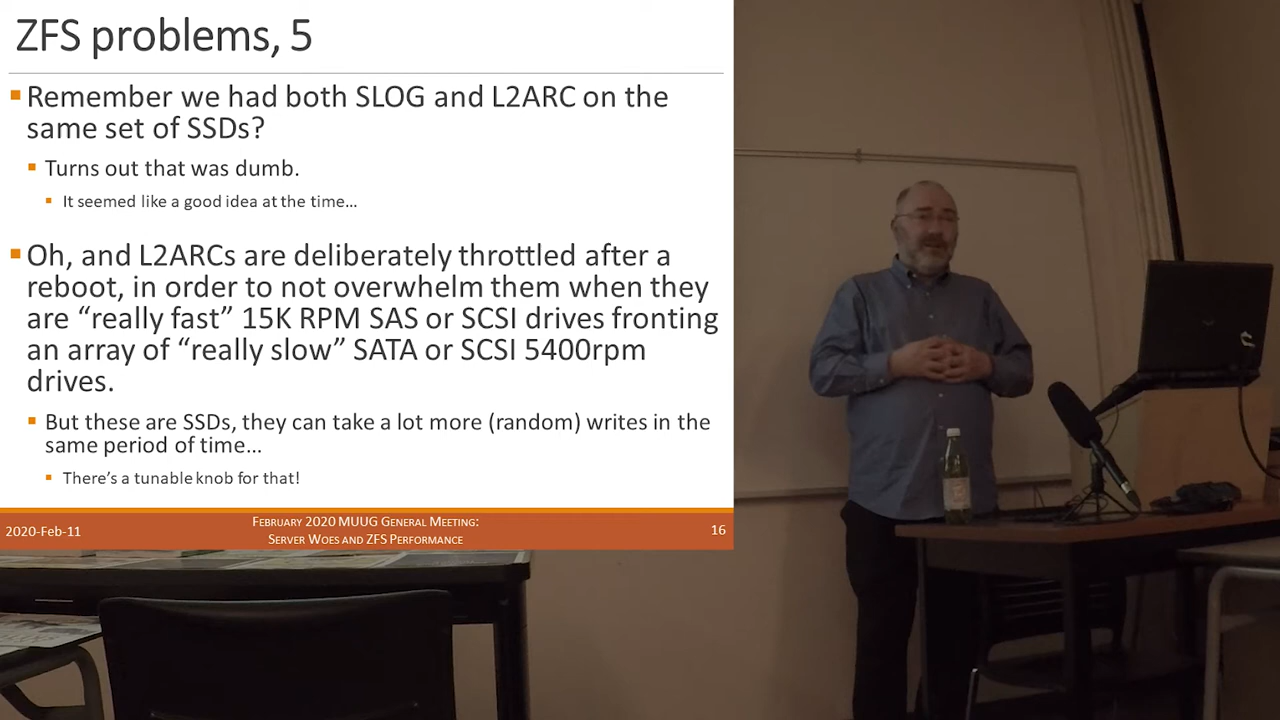 ZFS problems, 5
Remember we had both SLOG and L2ARC on the
same set of SSDs?
Turns out that was dumb.
It seemed like a good idea at the time…
Oh, and L2ARCs are deliberately throttled after a
reboot, in order to not overwhelm them when they
are “really fast” 15K RPM SAS or SCSI drives fronting
an array of “really slow” SATA or SCSI 5400rpm
drives.
But these are SSDs, they can take a lot more (random) writes in the
same period of time…
There’s a tunable knob for that!
2020-Feb-11
February 2020 MUUG General Meeting:
Server Woes and ZFS Performance
16